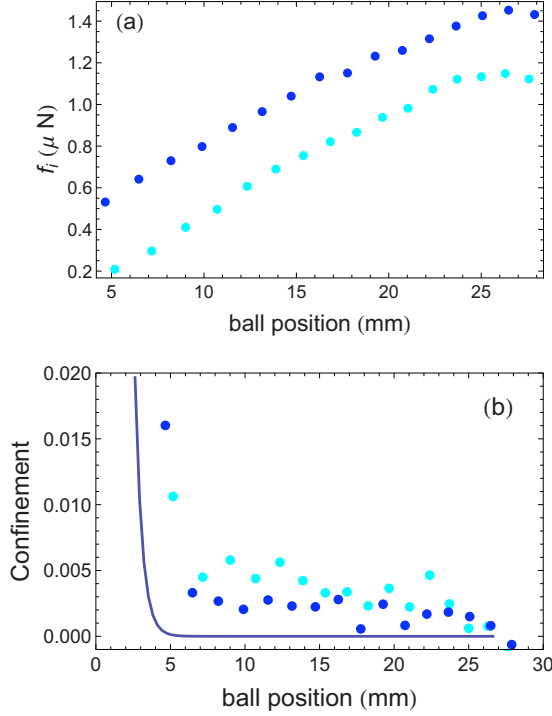 (a)
1.4
1.2
1.0
0.8
0.6
0.4
0.2
f_i (μ N)
5 10 15 20 25
ball position (mm)
(b)
0.020
0.015
0.010
0.005
0.000
Confinement
0 5 10 15 20 25 30
ball position (mm)